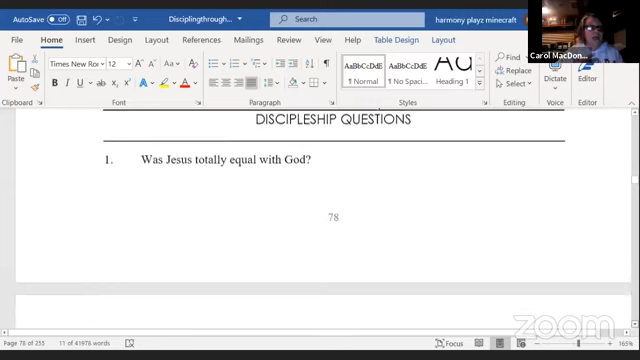 AutoSave Off
Disciplingthrough...
Search
harmony playz minecraft
File Home Insert Design Layout References Mailings Review View Help Table Design Layout
Carol MacDon...
Paste
Times New Ror 12
AaBbCcDdE AaBbCcDdE
¶ Normal ¶ No Spaci... Heading 1
Find
Replace
Select
Dictate Sensitivity Editor
Clipboard Font Paragraph Styles Editing Voice Sensitivity Editor
DISCIPLESHIP QUESTIONS
1. Was Jesus totally equal with God?
78
zoom
Page 78 of 255 11 of 41978 words Focus 165%